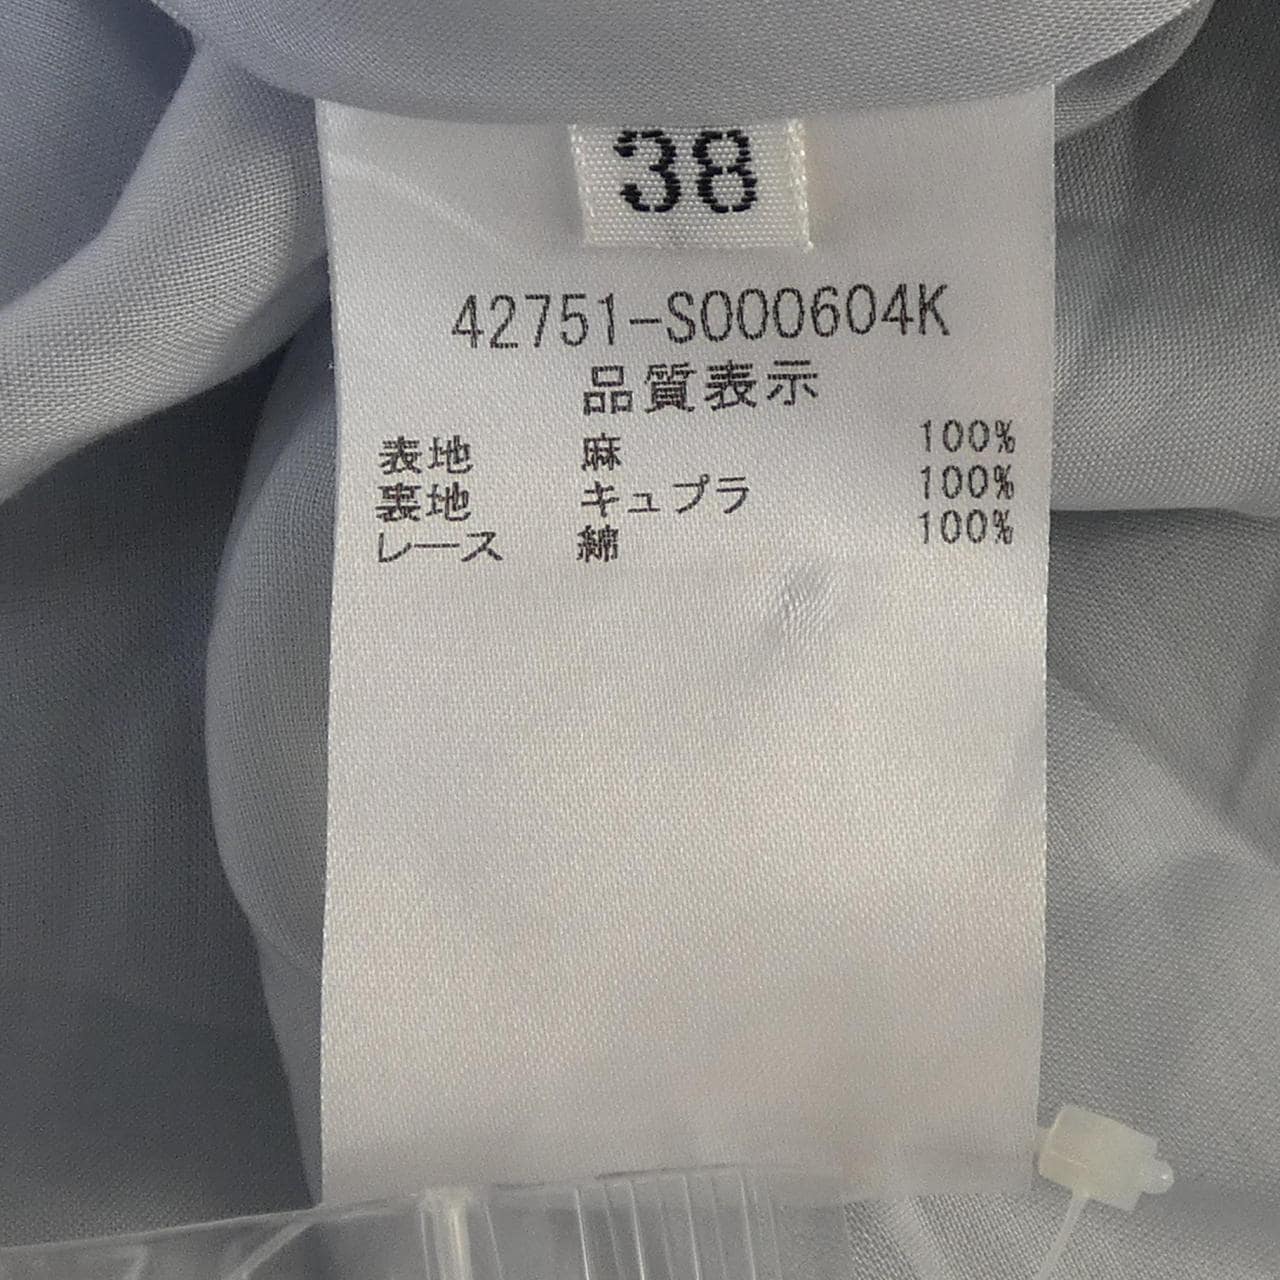 38
42751-S000604K
品質表示
表地 麻 100%
裏地 キュプラ 100%
レース 綿 100%